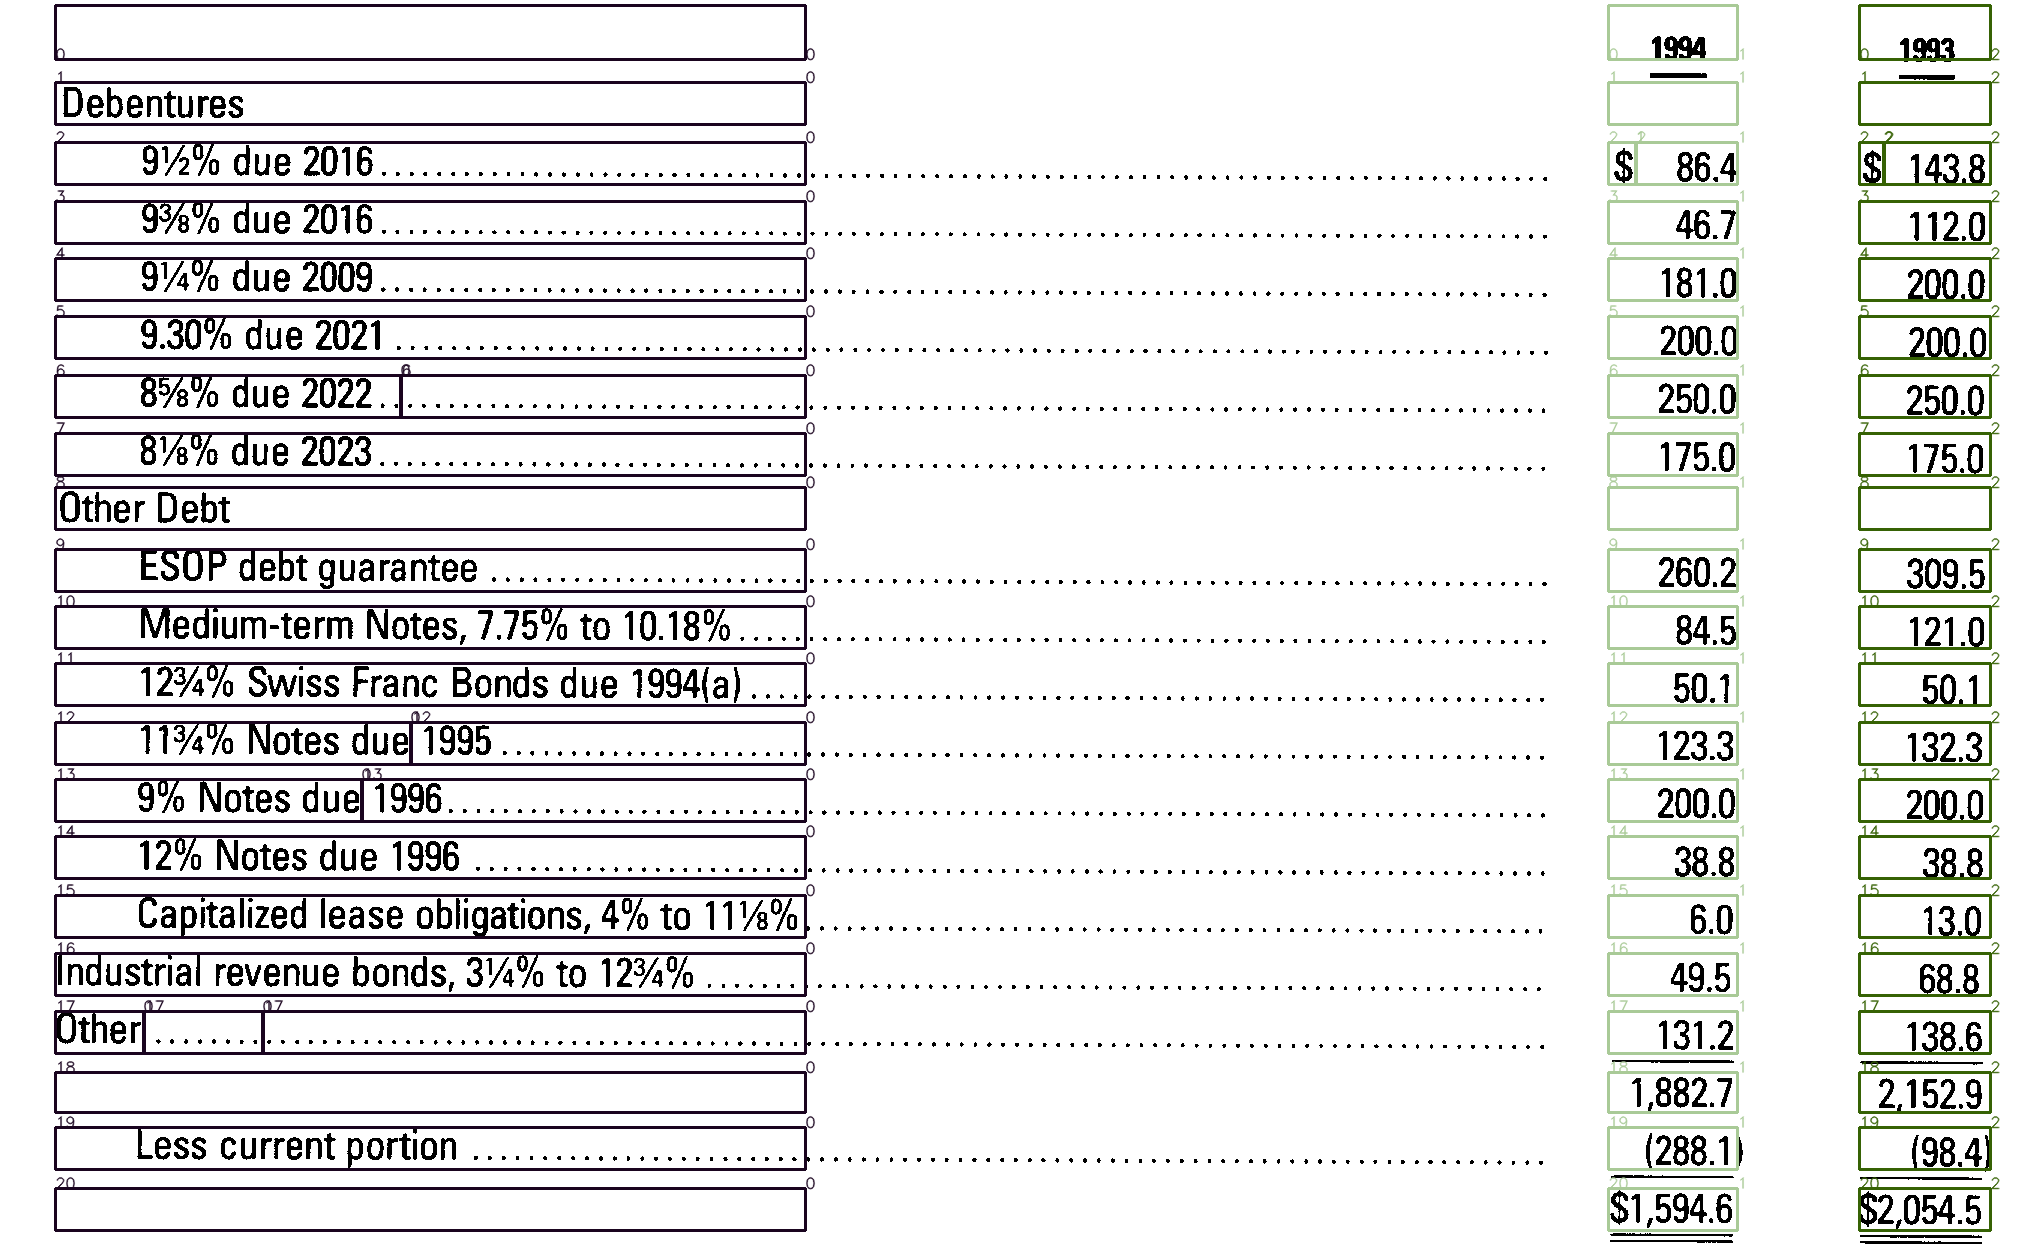 1994 1993
Debentures
9½% due 2016 $ 86.4 $ 143.8
9⅜% due 2016 46.7 112.0
9¼% due 2009 181.0 200.0
9.30% due 2021 200.0 200.0
8⅝% due 2022 250.0 250.0
8⅛% due 2023 175.0 175.0
Other Debt
ESOP debt guarantee 260.2 309.5
Medium-term Notes, 7.75% to 10.18% 84.5 121.0
12¾% Swiss Franc Bonds due 1994(a) 50.1 50.1
11¾% Notes due 1995 123.3 132.3
9% Notes due 1996 200.0 200.0
12% Notes due 1996 38.8 38.8
Capitalized lease obligations, 4% to 11⅛% 6.0 13.0
Industrial revenue bonds, 3¼% to 12¾% 49.5 68.8
Other 131.2 138.6
1,882.7 2,152.9
Less current portion (288.1) (98.4)
$1,594.6 $2,054.5